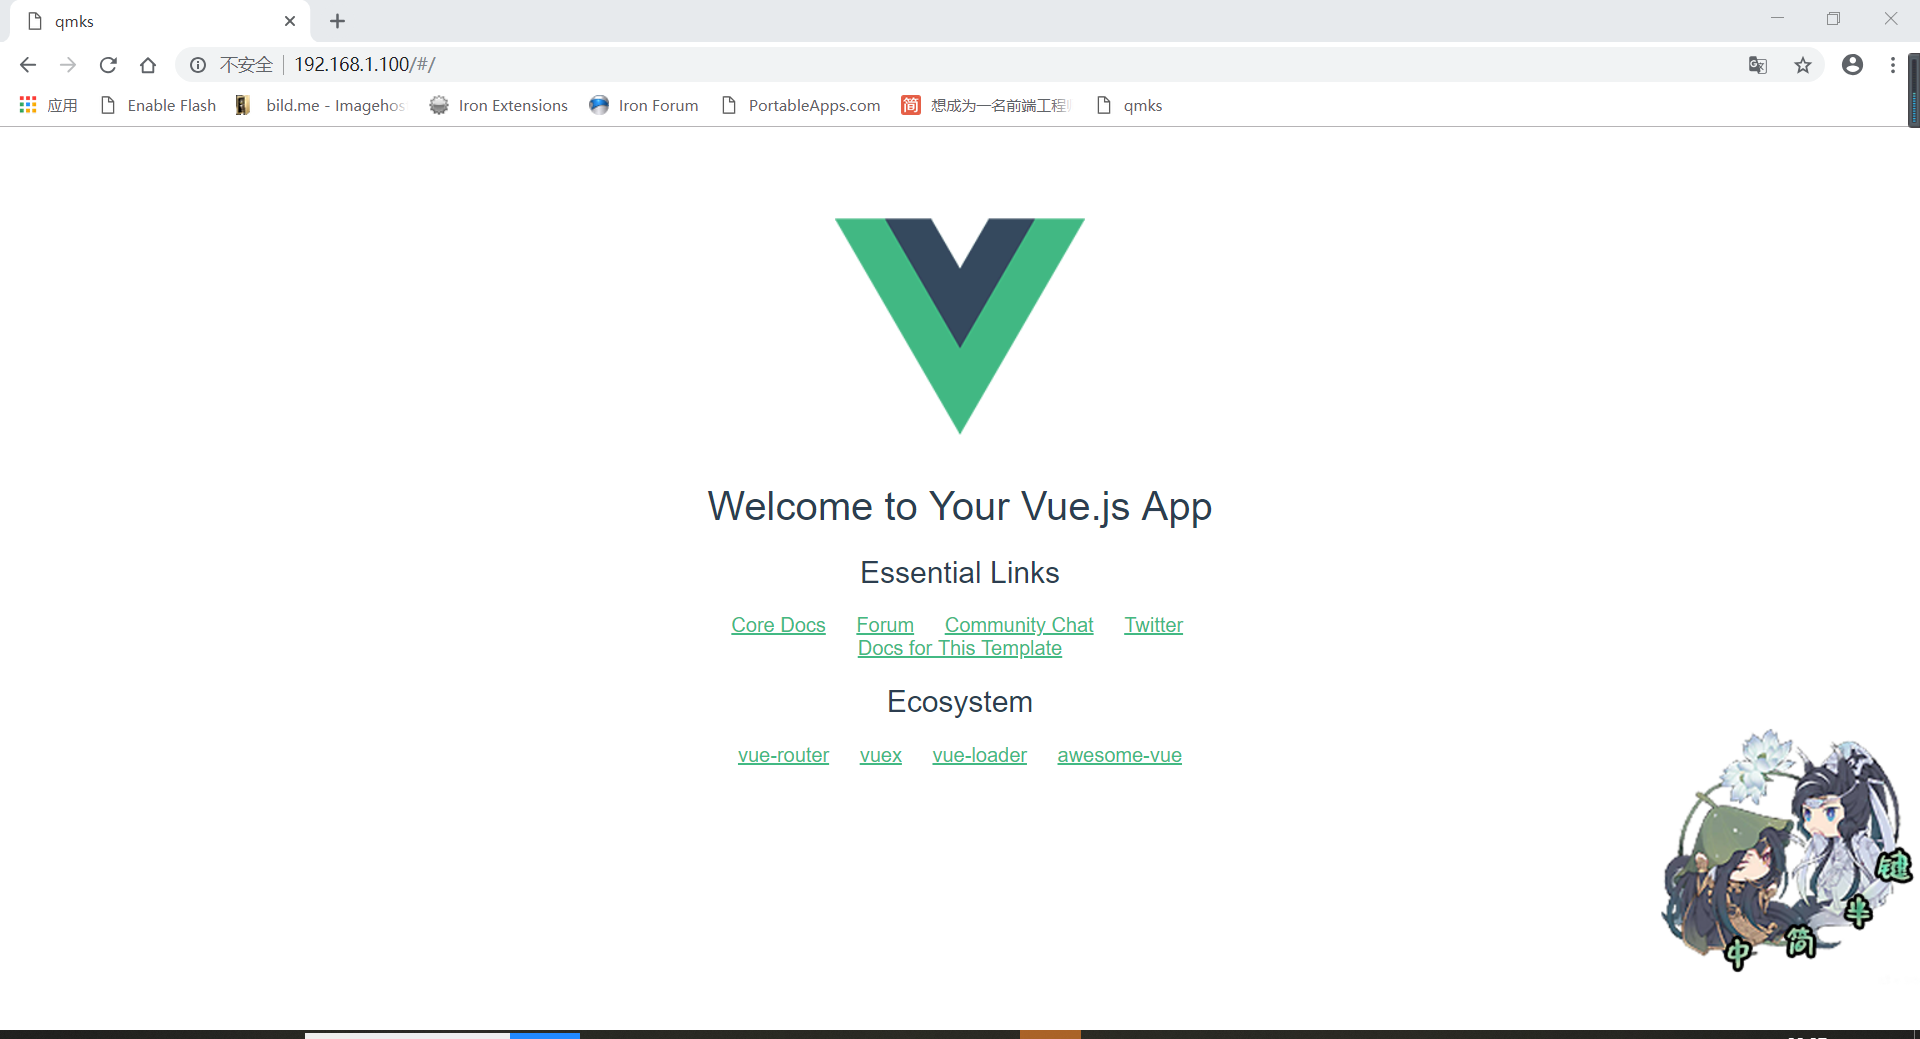 qmks
不安全 192.168.1.100/#/
应用 Enable Flash bild.me - Imagehos Iron Extensions Iron Forum PortableApps.com 简 想成为一名前端工程 qmks
Welcome to Your Vue.js App
Essential Links
Core Docs Forum Community Chat Twitter
Docs for This Template
Ecosystem
vue-router vuex vue-loader awesome-vue
中 简 半 键